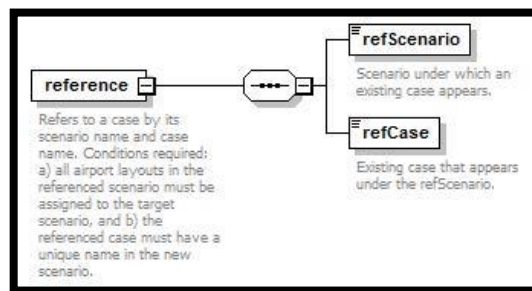 reference
Refers to a case by its
scenario name and case
name. Conditions required:
a) all airport layouts in the
referenced scenario must be
assigned to the target
scenario, and b) the
referenced case must have a
unique name in the new
scenario.
refScenario
Scenario under which an
existing case appears.
refCase
Existing case that appears
under the refScenario.